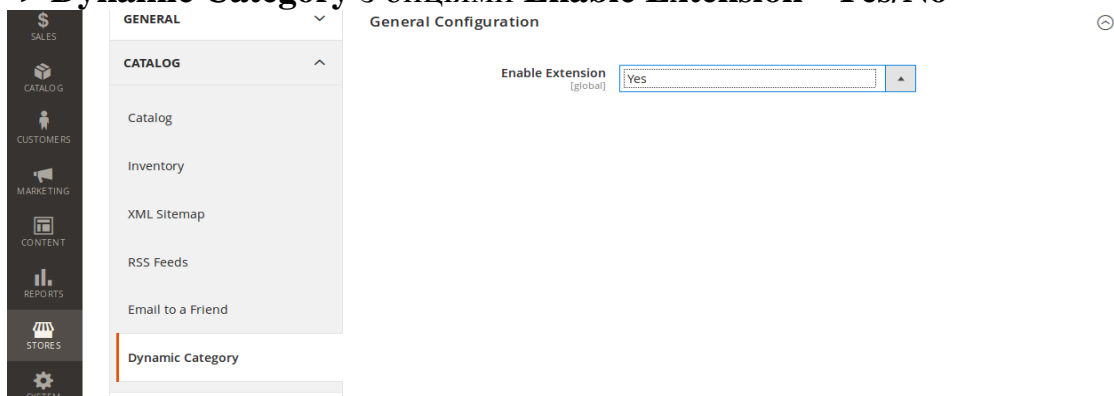 > Dynamic Category з опціями Enable Extension - Yes/No
$
SALES
CATALOG
CUSTOMERS
MARKETING
CONTENT
REPORTS
STORES
GENERAL
CATALOG
Catalog
Inventory
XML Sitemap
RSS Feeds
Email to a Friend
Dynamic Category
General Configuration
Enable Extension
[global]
Yes